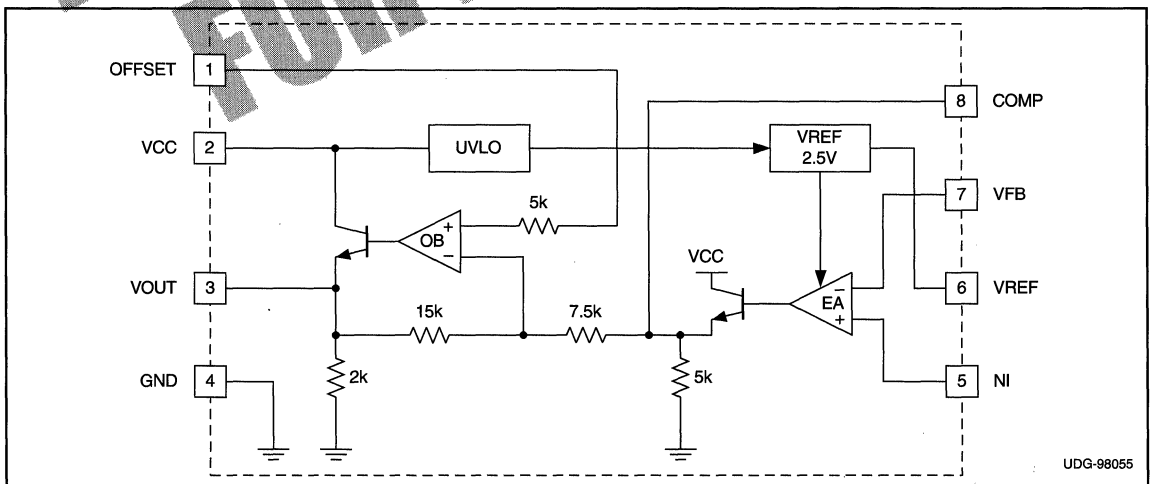 OFFSET 1
8 COMP
VCC 2
UVLO
VREF
2.5V
7 VFB
5k
+
OB
−
VCC
VOUT 3
−
EA
+
6 VREF
15k
7.5k
GND 4
2k
5k
5 NI
UDG-98055